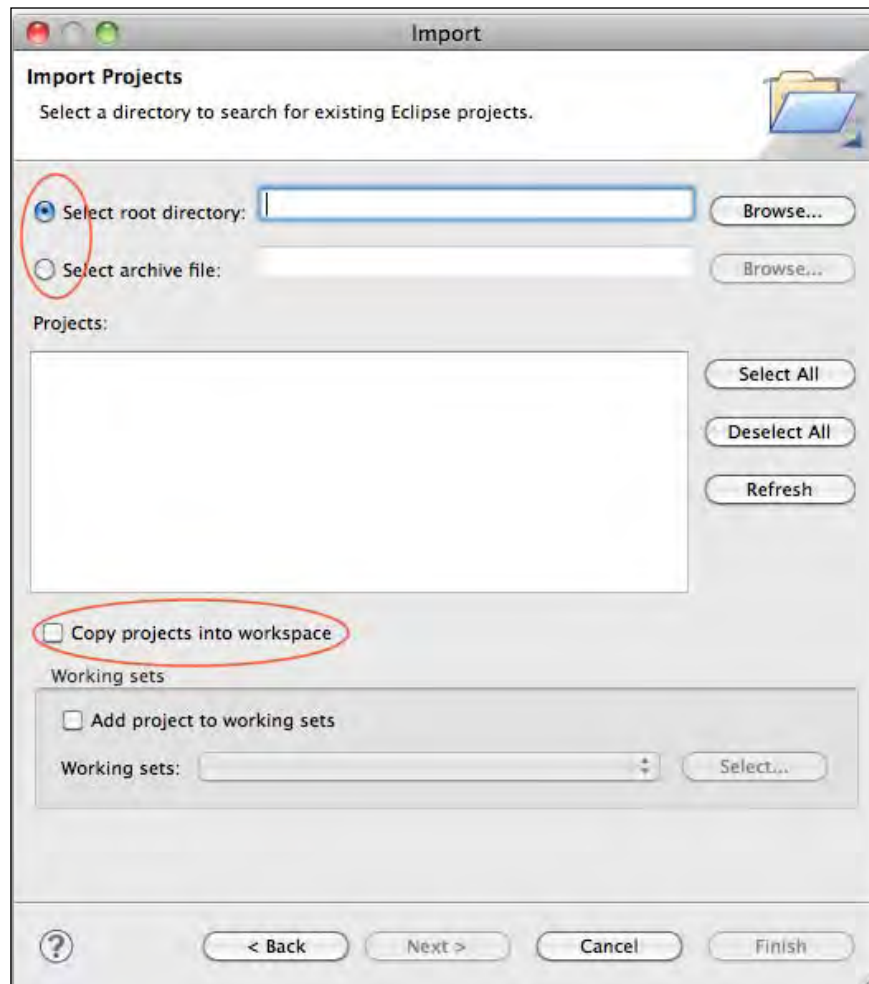 Import
Import Projects
Select a directory to search for existing Eclipse projects.
Select root directory:
Browse...
Select archive file:
Browse...
Projects:
Select All
Deselect All
Refresh
Copy projects into workspace
Working sets
Add project to working sets
Working sets:
Select...
?
< Back
Next >
Cancel
Finish